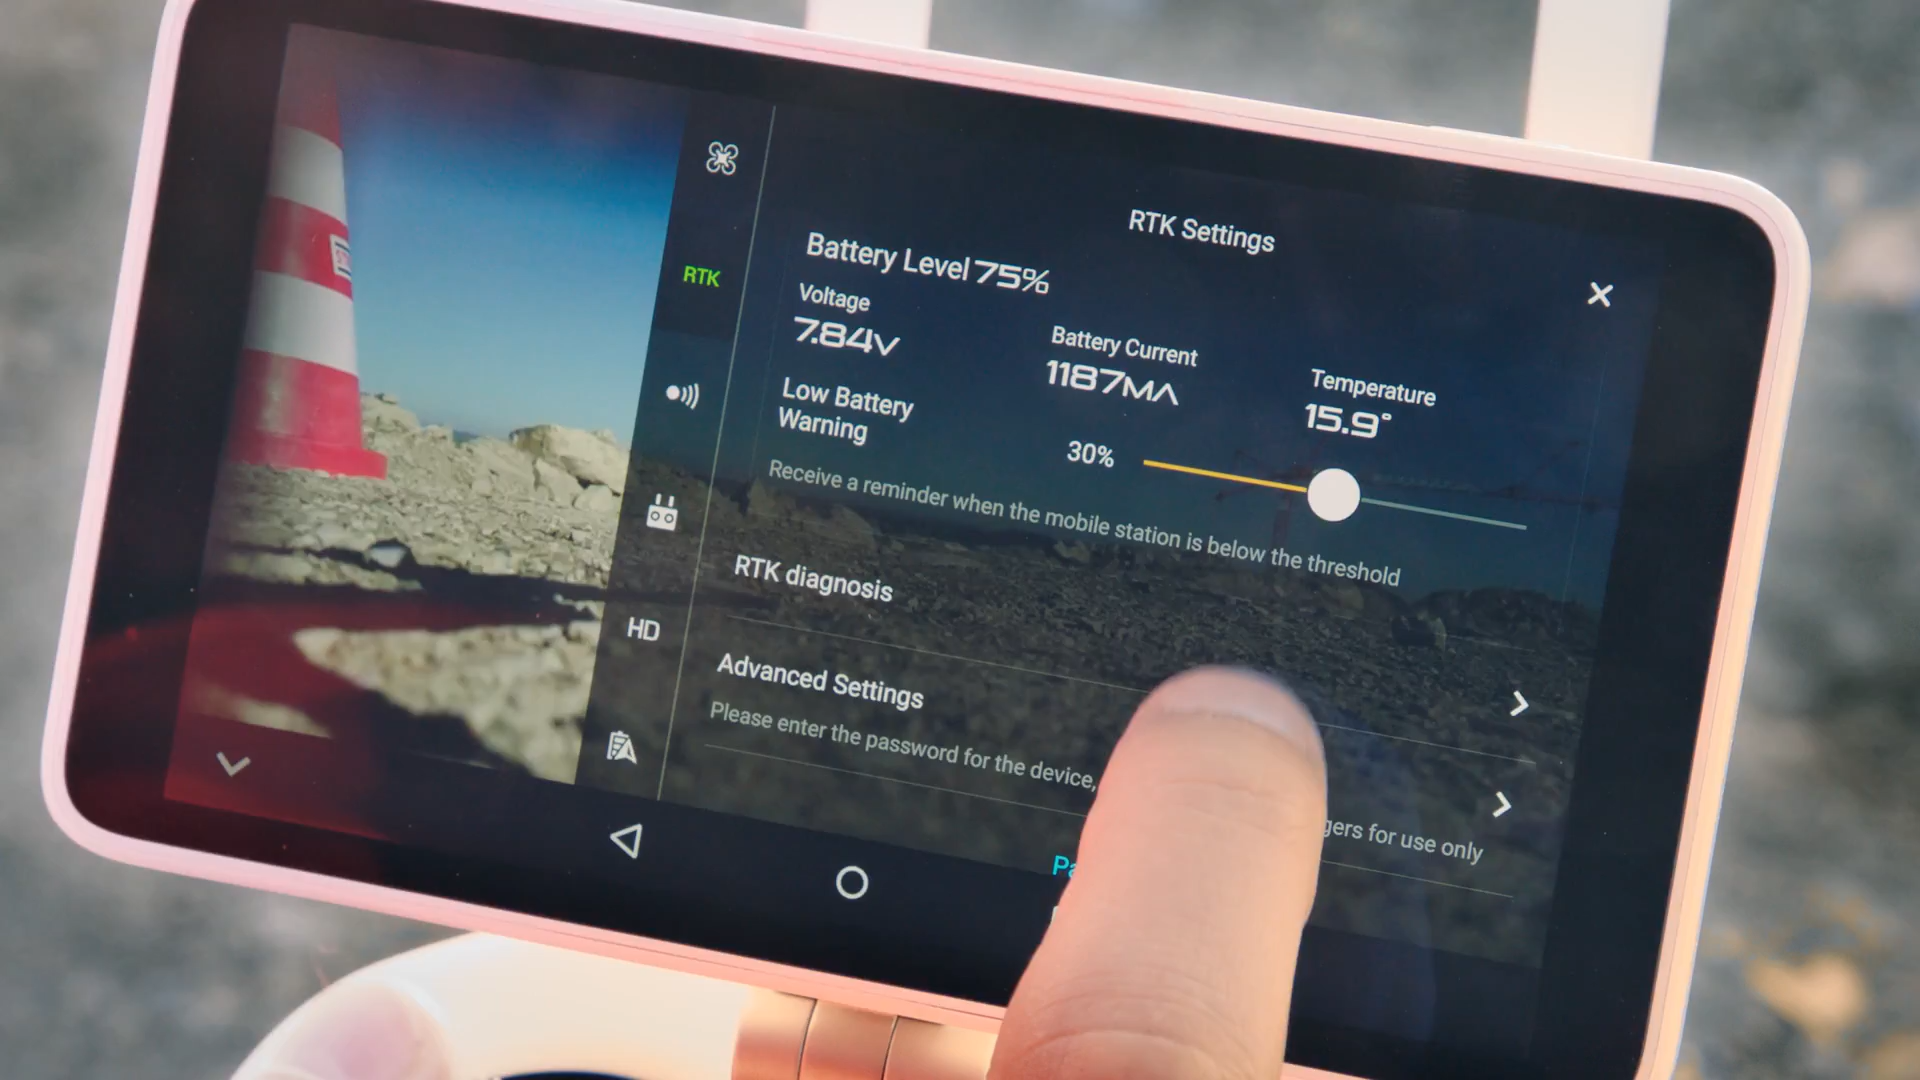 RTK Settings
RTK
HD
Battery Level 75%
Voltage
7.84V
Battery Current
1187MA
Temperature
15.9°
Low Battery
Warning
30%
Receive a reminder when the mobile station is below the threshold
RTK diagnosis
Advanced Settings
Please enter the password for the device, for use only